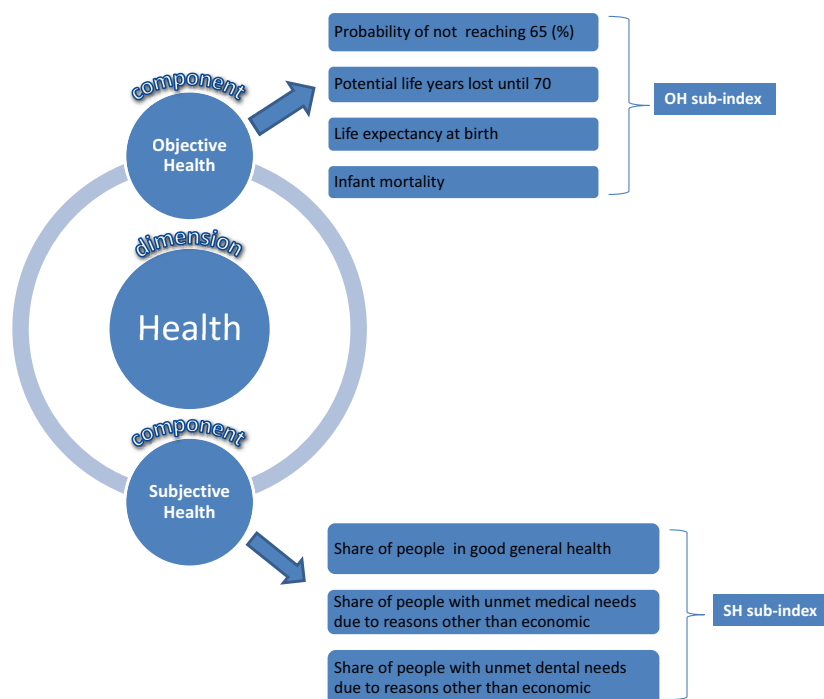 component
Objective
Health
Probability of not reaching 65 (%)
Potential life years lost until 70
Life expectancy at birth
Infant mortality
OH sub-index
dimension
Health
component
Subjective
Health
Share of people in good general health
Share of people with unmet medical needs
due to reasons other than economic
Share of people with unmet dental needs
due to reasons other than economic
SH sub-index